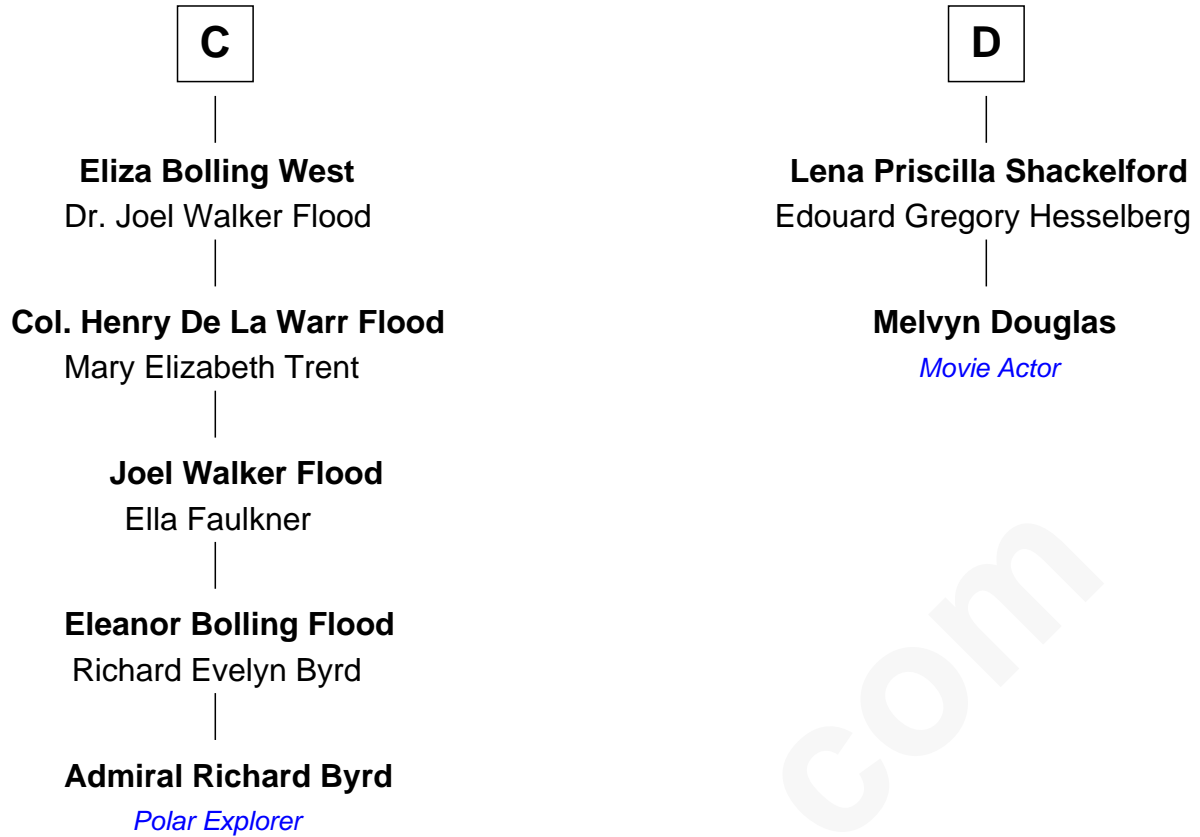 C
Eliza Bolling West
Dr. Joel Walker Flood
Col. Henry De La Warr Flood
Mary Elizabeth Trent
Joel Walker Flood
Ella Faulkner
Eleanor Bolling Flood
Richard Evelyn Byrd
Admiral Richard Byrd
Polar Explorer
D
Lena Priscilla Shackelford
Edouard Gregory Hesselberg
Melvyn Douglas
Movie Actor
com